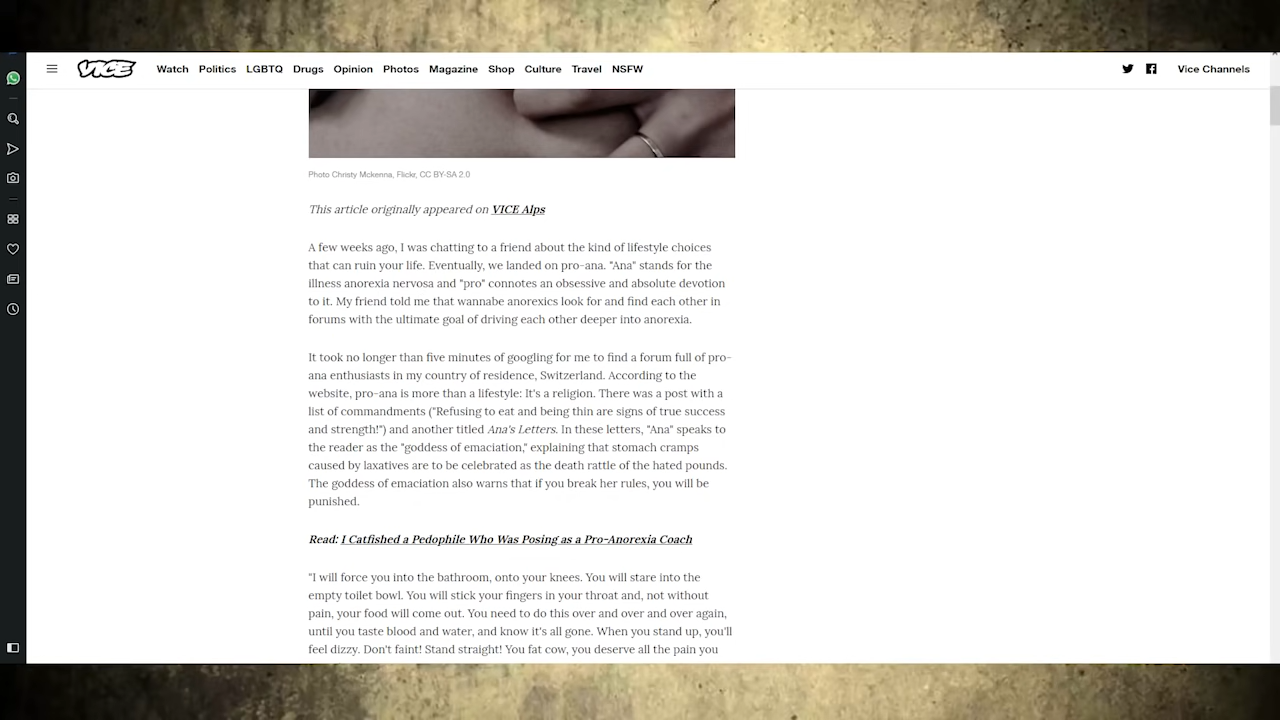 VICE
Watch Politics LGBTQ Drugs Opinion Photos Magazine Shop Culture Travel NSFW
Vice Channels
Photo Christy Mckenna, Flickr, CC BY-SA 2.0
This article originally appeared on VICE Alps
A few weeks ago, I was chatting to a friend about the kind of lifestyle choices
that can ruin your life. Eventually, we landed on pro-ana. "Ana" stands for the
illness anorexia nervosa and "pro" connotes an obsessive and absolute devotion
to it. My friend told me that wannabe anorexics look for and find each other in
forums with the ultimate goal of driving each other deeper into anorexia.
It took no longer than five minutes of googling for me to find a forum full of pro-
ana enthusiasts in my country of residence, Switzerland. According to the
website, pro-ana is more than a lifestyle: It's a religion. There was a post with a
list of commandments ("Refusing to eat and being thin are signs of true success
and strength!") and another titled Ana's Letters. In these letters, "Ana" speaks to
the reader as the "goddess of emaciation," explaining that stomach cramps
caused by laxatives are to be celebrated as the death rattle of the hated pounds.
The goddess of emaciation also warns that if you break her rules, you will be
punished.
Read: I Catfished a Pedophile Who Was Posing as a Pro-Anorexia Coach
"I will force you into the bathroom, onto your knees. You will stare into the
empty toilet bowl. You will stick your fingers in your throat and, not without
pain, your food will come out. You need to do this over and over and over again,
until you taste blood and water, and know it's all gone. When you stand up, you'll
feel dizzy. Don't faint! Stand straight! You fat cow, you deserve all the pain you